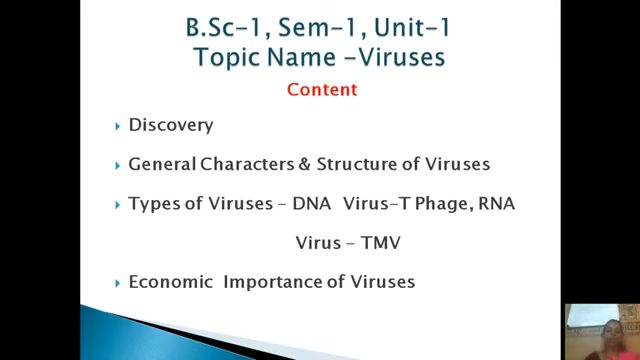 B.Sc-1, Sem-1, Unit-1
Topic Name -Viruses
Content
Discovery
General Characters & Structure of Viruses
Types of Viruses – DNA Virus-T Phage, RNA
Virus – TMV
Economic Importance of Viruses